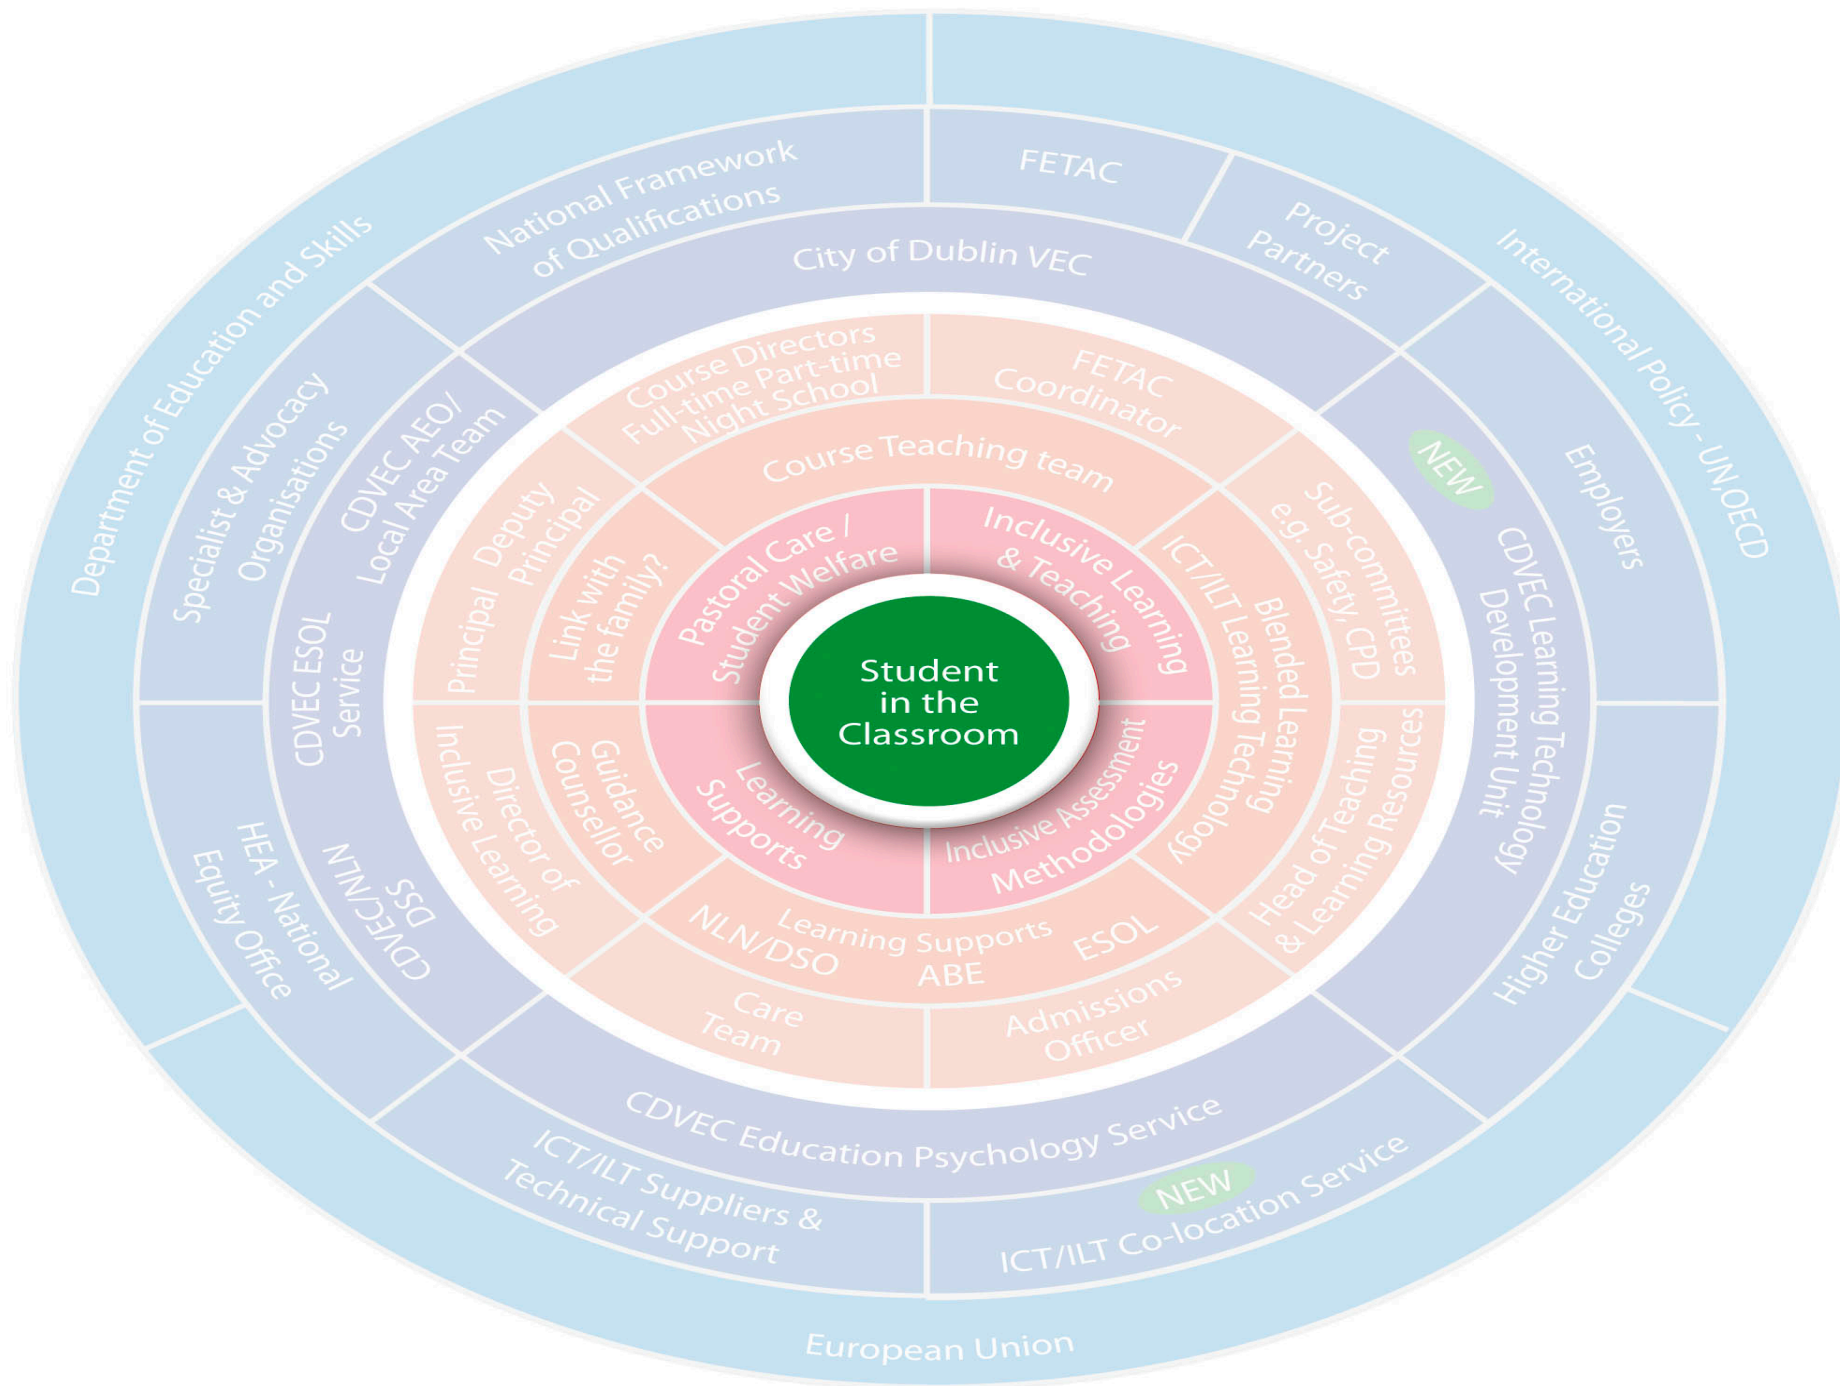 Department of Education and Skills
International Policy - UN,OECD
European Union
National Framework
of Qualifications
FETAC
Project
Partners
Employers
Higher Education
Colleges
NEW
ICT/ILT Co-location Service
ICT/ILT Suppliers &
Technical Support
HEA - National
Equity Office
Specialist & Advocacy
Organisations
City of Dublin VEC
NEW
CDVEC Learning Technology
Development Unit
CDVEC Education Psychology Service
CDVEC/NLN/
DSS
CDVEC ESOL
Service
CDVEC AEO/
Local Area Team
Course Directors
Full-time Part-time
Night School
FETAC
Coordinator
Sub-committees
e.g. Safety, CPD
Head of Teaching
& Learning Resources
Admissions
Officer
Care
Team
Director of
Inclusive Learning
Principal
Deputy
Principal
Course Teaching team
Blended Learning
ICT/ILT Learning Technology
Learning Supports
NLN/DSO
ABE
ESOL
Guidance
Counsellor
Link with
the family?
Pastoral Care /
Student Welfare
Inclusive Learning
& Teaching
Inclusive Assessment
Methodologies
Learning
Supports
Student
in the
Classroom